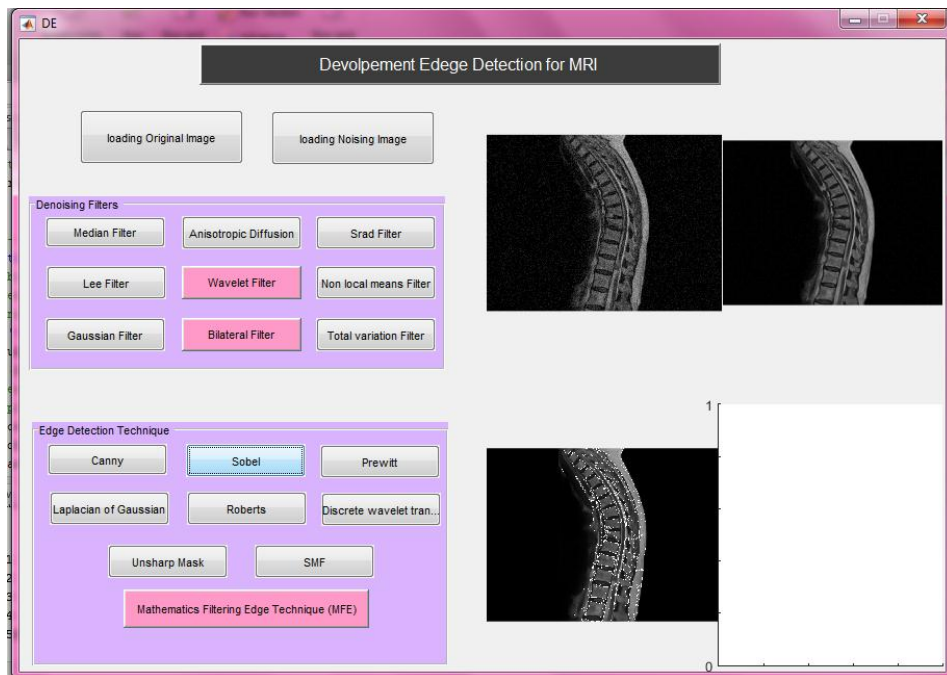 DE
Devolpement Edege Detection for MRI
loading Original Image
loading Noising Image
Denoising Filters
Median Filter
Anisotropic Diffusion
Srad Filter
Lee Filter
Wavelet Filter
Non local means Filter
Gaussian Filter
Bilateral Filter
Total variation Filter
Edge Detection Technique
Canny
Sobel
Prewitt
Laplacian of Gaussian
Roberts
Discrete wavelet tran...
Unsharp Mask
SMF
Mathematics Filtering Edge Technique (MFE)
1
0